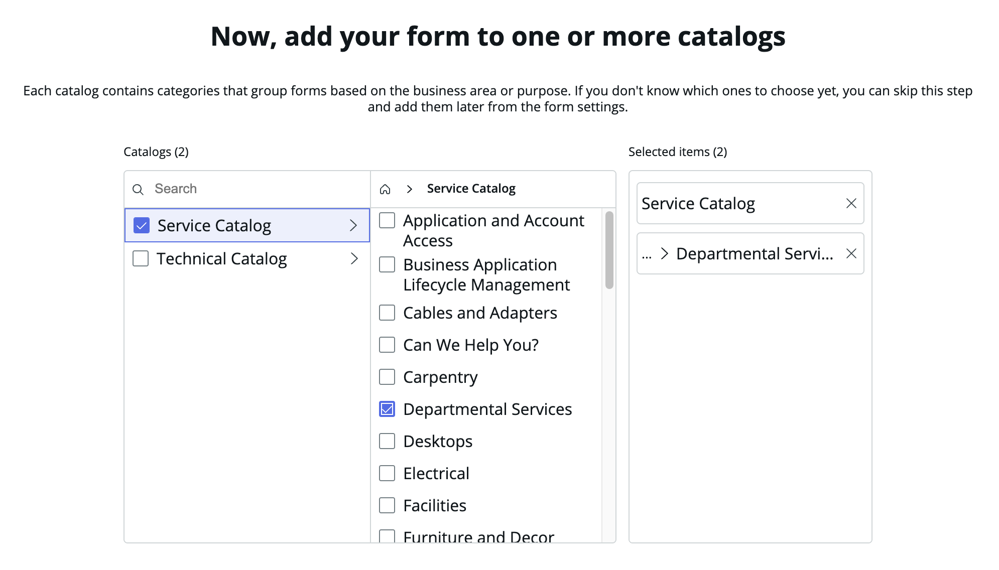 Now, add your form to one or more catalogs
Each catalog contains categories that group forms based on the business area or purpose. If you don't know which ones to choose yet, you can skip this step
and add them later from the form settings.
Catalogs (2)
Search
Service Catalog
Technical Catalog
Service Catalog
Application and Account
Access
Business Application
Lifecycle Management
Cables and Adapters
Can We Help You?
Carpentry
Departmental Services
Desktops
Electrical
Facilities
Furniture and Decor
Selected items (2)
Service Catalog
... > Departmental Servi...